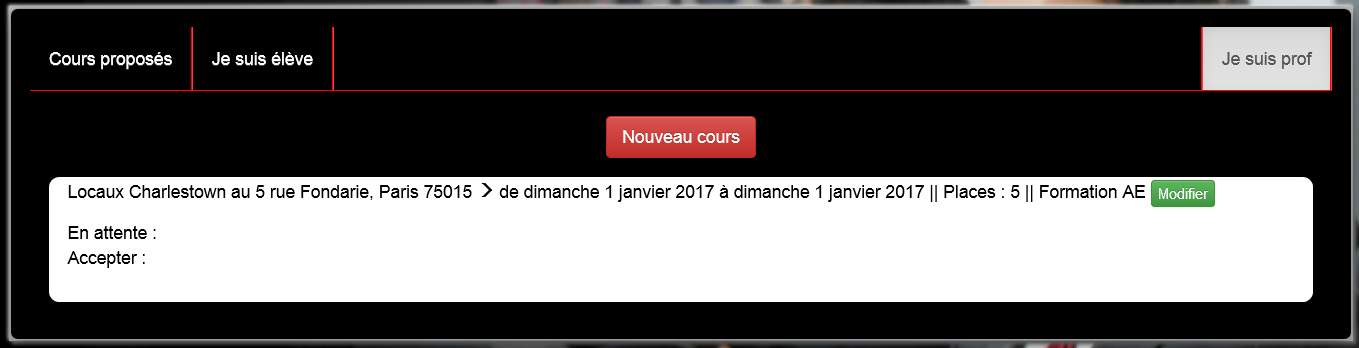 Cours proposés Je suis élève Je suis prof
Nouveau cours
Locaux Charlestown au 5 rue Fondarie, Paris 75015 > de dimanche 1 janvier 2017 à dimanche 1 janvier 2017 || Places : 5 || Formation AE Modifier
En attente :
Accepter :